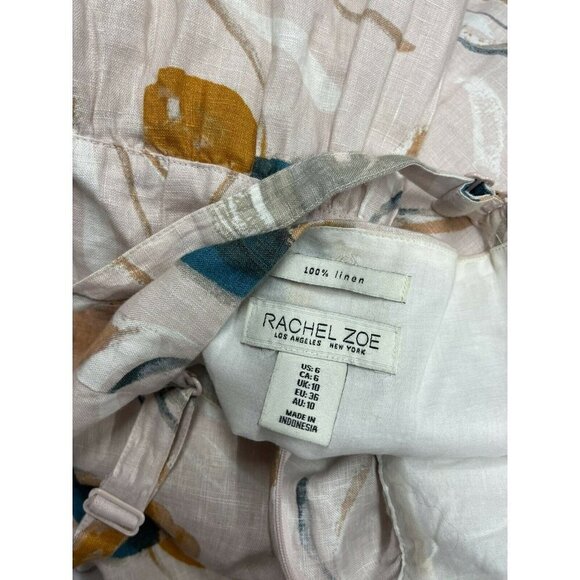 100% linen
RACHEL ZOE
LOS ANGELES NEW YORK
US: 6
CA: 6
UK: 10
EU: 36
AU: 10
MADE IN
INDONESIA